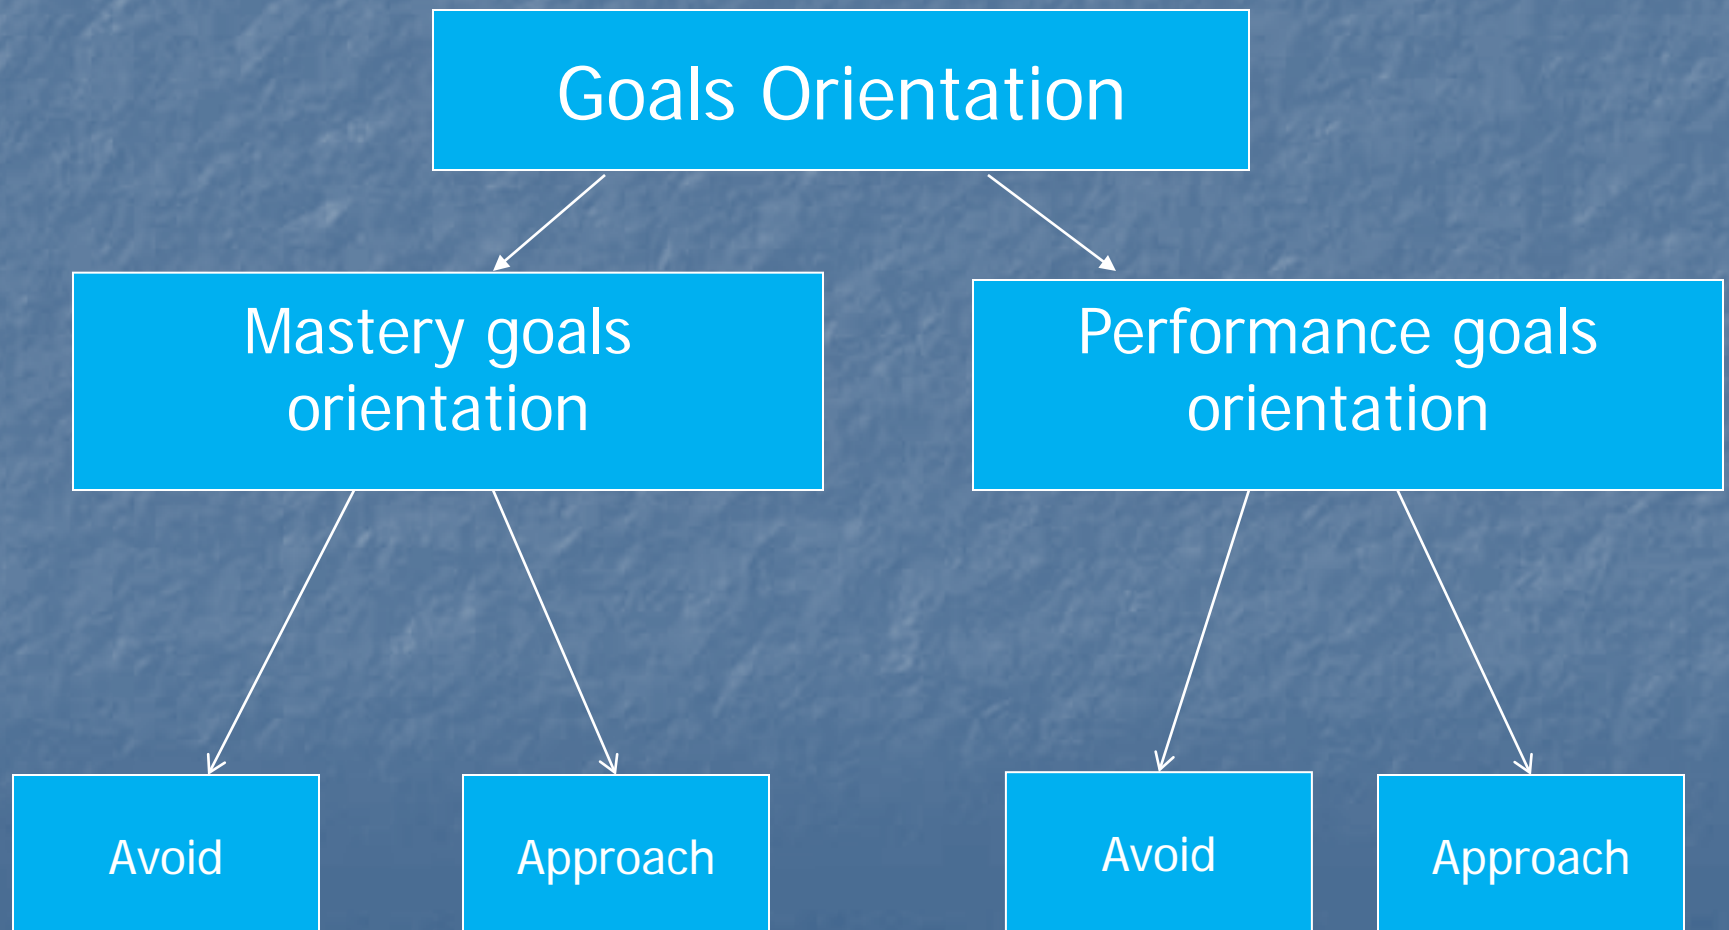 Goals Orientation
Mastery goals
orientation
Performance goals
orientation
Avoid
Approach
Avoid
Approach